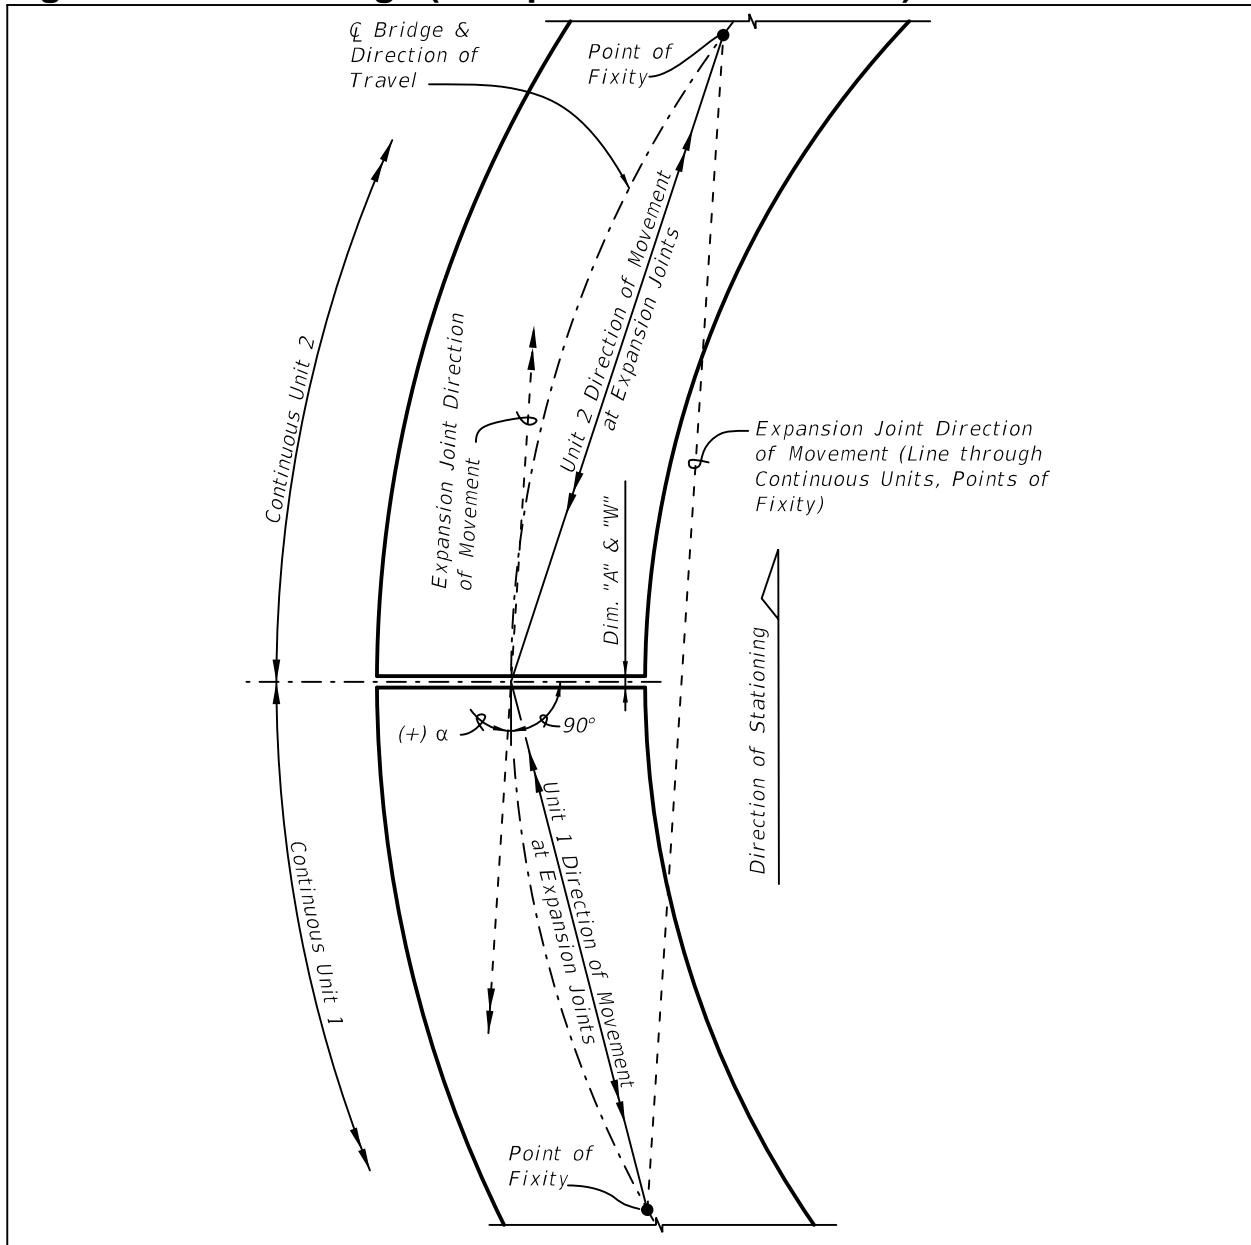 ℄ Bridge &
Direction of
Travel
Point of
Fixity
Continuous Unit 2
Expansion Joint Direction
of Movement
Unit 2 Direction of Movement
at Expansion Joints
Dim. "A" & "W"
Expansion Joint Direction
of Movement (Line through
Continuous Units, Points of
Fixity)
Direction of Stationing
(+) α
90°
Continuous Unit 1
Unit 1 Direction of Movement
at Expansion Joints
Point of
Fixity